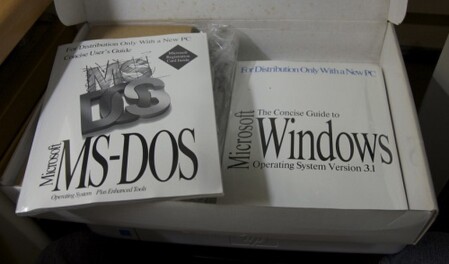 For Distribution Only With a New PC
Concise User's Guide
MS
DOS
Microsoft
MS-DOS
Operating System Plus Enhanced Tools
For Distribution Only With a New PC
The Concise Guide to
Microsoft
Windows
Operating System Version 3.1